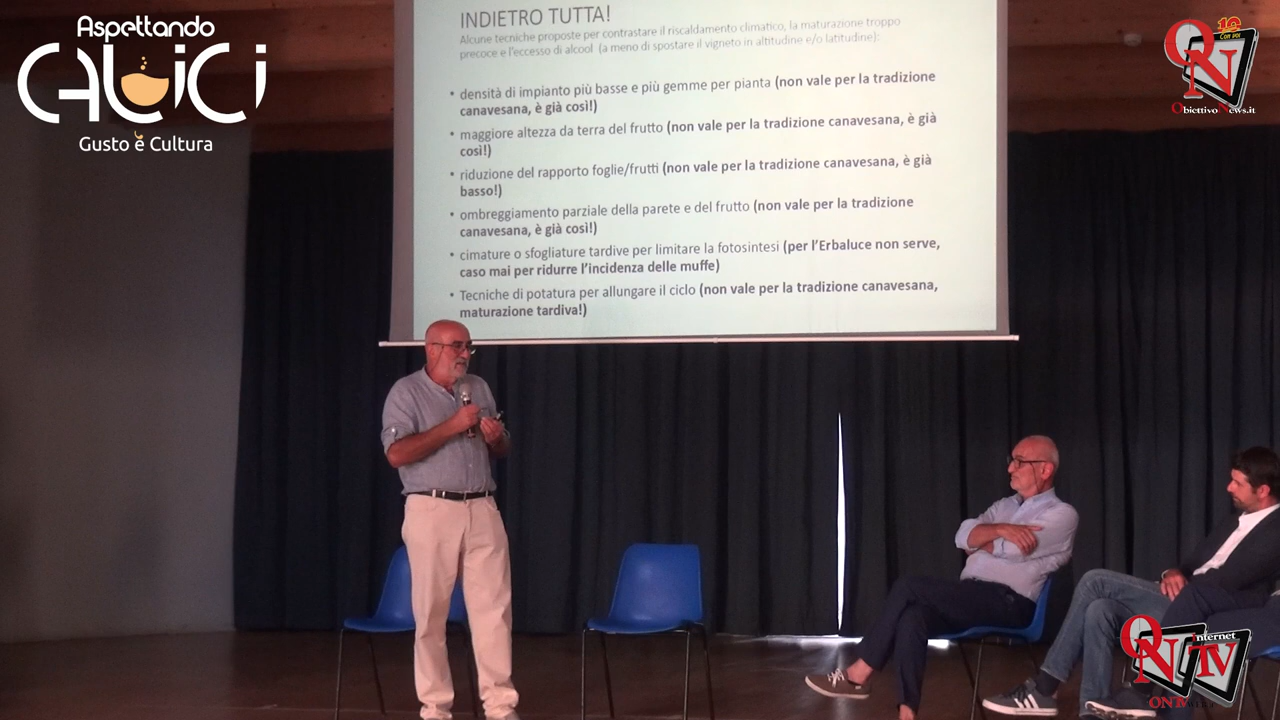 Aspettando
CALICI
Gusto è Cultura
INDIETRO TUTTA!
Alcune tecniche proposte per contrastare il riscaldamento climatico, la maturazione troppo
precoce e l'eccesso di alcool (a meno di spostare il vigneto in altitudine e/o latitudine):
• densità di impianto più basse e più gemme per pianta (non vale per la tradizione
canavesana, è già così!)
• maggiore altezza da terra del frutto (non vale per la tradizione canavesana, è già
così!)
• riduzione del rapporto foglie/frutti (non vale per la tradizione canavesana, è già
basso!)
• ombreggiamento parziale della parete e del frutto (non vale per la tradizione
canavesana, è già così!)
• cimature o sfogliature tardive per limitare la fotosintesi (per l'Erbaluce non serve,
caso mai per ridurre l'incidenza delle muffe)
• Tecniche di potatura per allungare il ciclo (non vale per la tradizione canavesana,
maturazione tardiva!)
10
Con voi
ON
ObiettivoNews.it
internet
ON TV